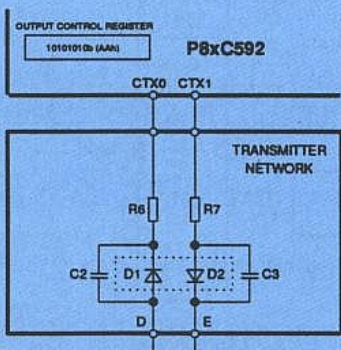 OUTPUT CONTROL REGISTER
10101010b (AAh)
P8xC592
CTX0 CTX1
TRANSMITTER
NETWORK
R6 R7
C2 D1 D2 C3
D E